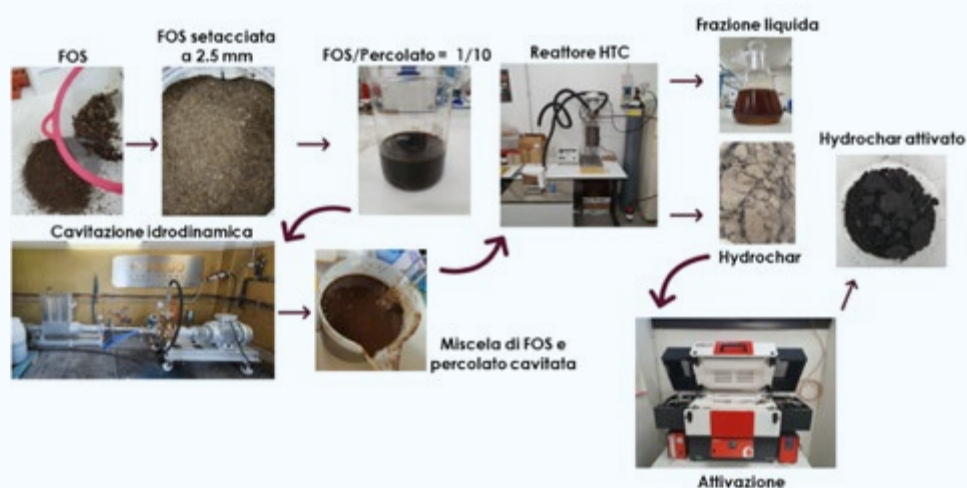 FOS
FOS setacciata
a 2.5 mm
FOS/Percolato = 1/10
Reattore HTC
Frazione liquida
Hydrochar attivato
Cavitazione idrodinamica
Hydrochar
Miscela di FOS e
percolato cavitata
Attivazione